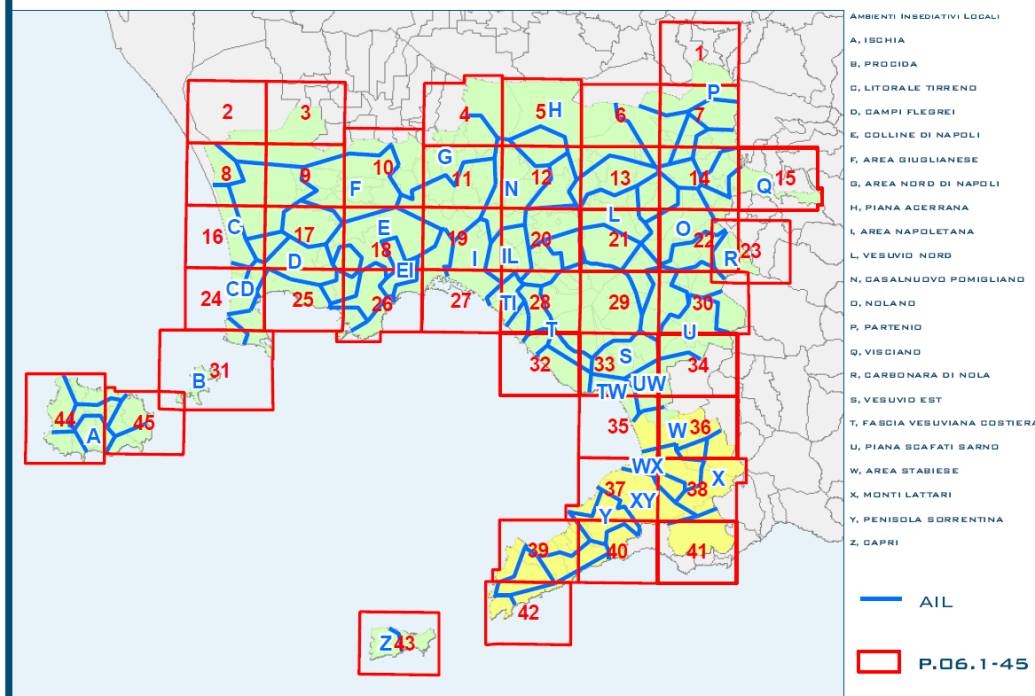 AMBIENTI INSEDIATIVI LOCALI
A, ISCHIA
B, PROCIDA
C, LITORALE TIRRENO
D, CAMPI FLEGREI
E, COLLINE DI NAPOLI
F, AREA GIUGLIANESE
G, AREA NORD DI NAPOLI
H, PIANA ACERRANA
I, AREA NAPOLETANA
L, VESUVIO NORD
N, CASALNUOVO POMIGLIANO
O, NOLANO
P, PARTENIO
Q, VISCIANO
R, CARBONARA DI NOLA
S, VESUVIO EST
T, FASCIA VESUVIANA COSTIERA
U, PIANA SCAFATI SARNO
W, AREA STABIESE
X, MONTI LATTARI
Y, PENISOLA SORRENTINA
Z, CAPRI
AIL
P.06.1-45
1
P
2 3 4 5 H 6 7
8 9 10 G 11 12 13 14 15
F N Q
16 C 17 E 18 19 20 L 21 O 22 23
D EI I IL R
24 CD 25 26 27 TI 28 29 30
T U
31 B 32 33 S 34
TW UW
44 A 45 35 W 36
WX X
37 XY 38
Y
39 40 41
42
Z 43